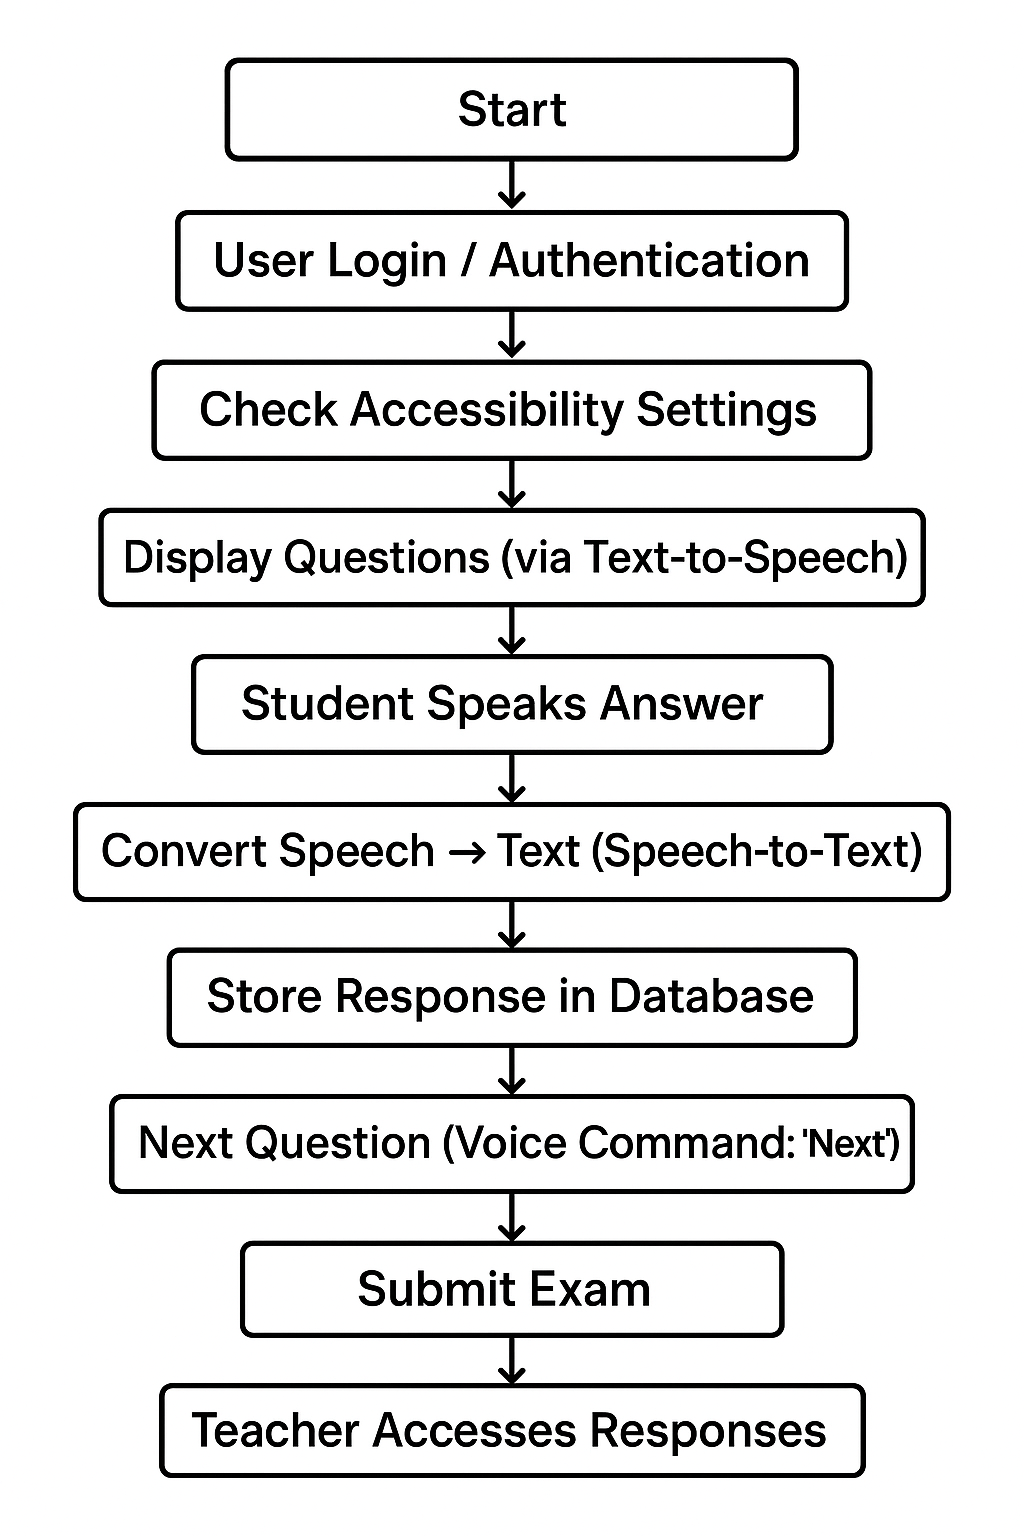 Start
User Login / Authentication
Check Accessibility Settings
Display Questions (via Text-to-Speech)
Student Speaks Answer
Convert Speech → Text (Speech-to-Text)
Store Response in Database
Next Question (Voice Command: 'Next')
Submit Exam
Teacher Accesses Responses